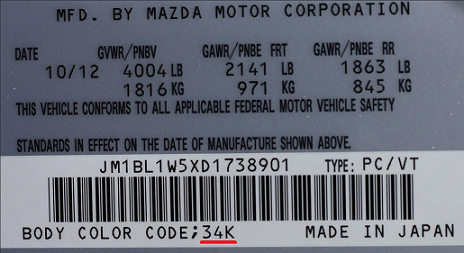 MFD. BY MAZDA MOTOR CORPORATION
DATE GVWR/PNBV GAWR/PNBE FRT GAWR/PNBE RR
10/12 4004 LB 2141 LB 1863 LB
1816 KG 971 KG 845 KG
THIS VEHICLE CONFORMS TO ALL APPLICABLE FEDERAL MOTOR VEHICLE SAFETY
STANDARDS IN EFFECT ON THE DATE OF MANUFACTURE SHOWN ABOVE.
JM1BL1W5XD1738901 TYPE: PC/VT
BODY COLOR CODE;34K MADE IN JAPAN